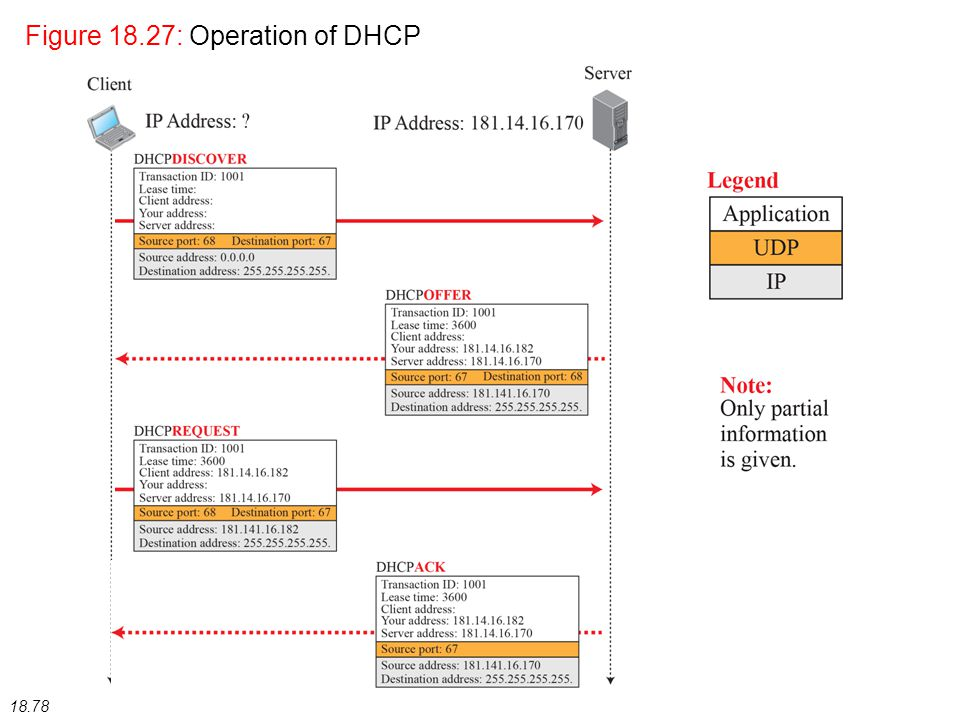 Figure 18.27: Operation of DHCP
Client
Server
IP Address: ?
IP Address: 181.14.16.170
DHCPDISCOVER
Transaction ID: 1001
Lease time:
Client address:
Your address:
Server address:
Source port: 68 Destination port: 67
Source address: 0.0.0.0
Destination address: 255.255.255.255.
Legend
Application
UDP
IP
DHCPOFFER
Transaction ID: 1001
Lease time: 3600
Client address:
Your address: 181.14.16.182
Server address: 181.14.16.170
Source port: 67 Destination port: 68
Source address: 181.141.16.170
Destination address: 255.255.255.255.
Note:
Only partial
information
is given.
DHCPREQUEST
Transaction ID: 1001
Lease time: 3600
Client address: 181.14.16.182
Your address:
Server address: 181.14.16.170
Source port: 68 Destination port: 67
Source address: 181.141.16.182
Destination address: 255.255.255.255.
DHCPACK
Transaction ID: 1001
Lease time: 3600
Client address:
Your address: 181.14.16.182
Server address: 181.14.16.170
Source port: 67
Source address: 181.141.16.170
Destination address: 255.255.255.255.
18.78